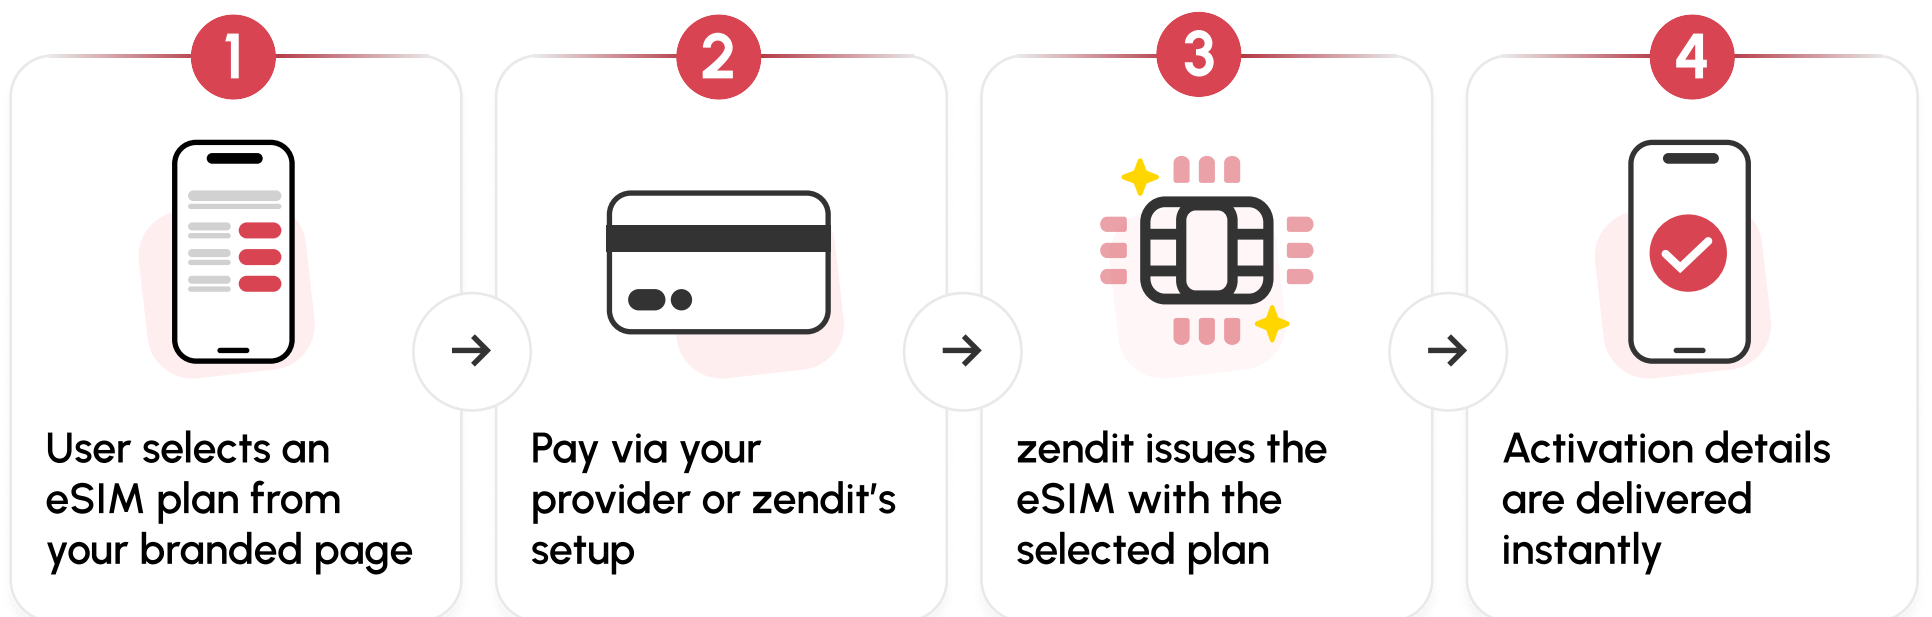 1
User selects an
eSIM plan from
your branded page
2
Pay via your
provider or zendit’s
setup
3
zendit issues the
eSIM with the
selected plan
4
Activation details
are delivered
instantly